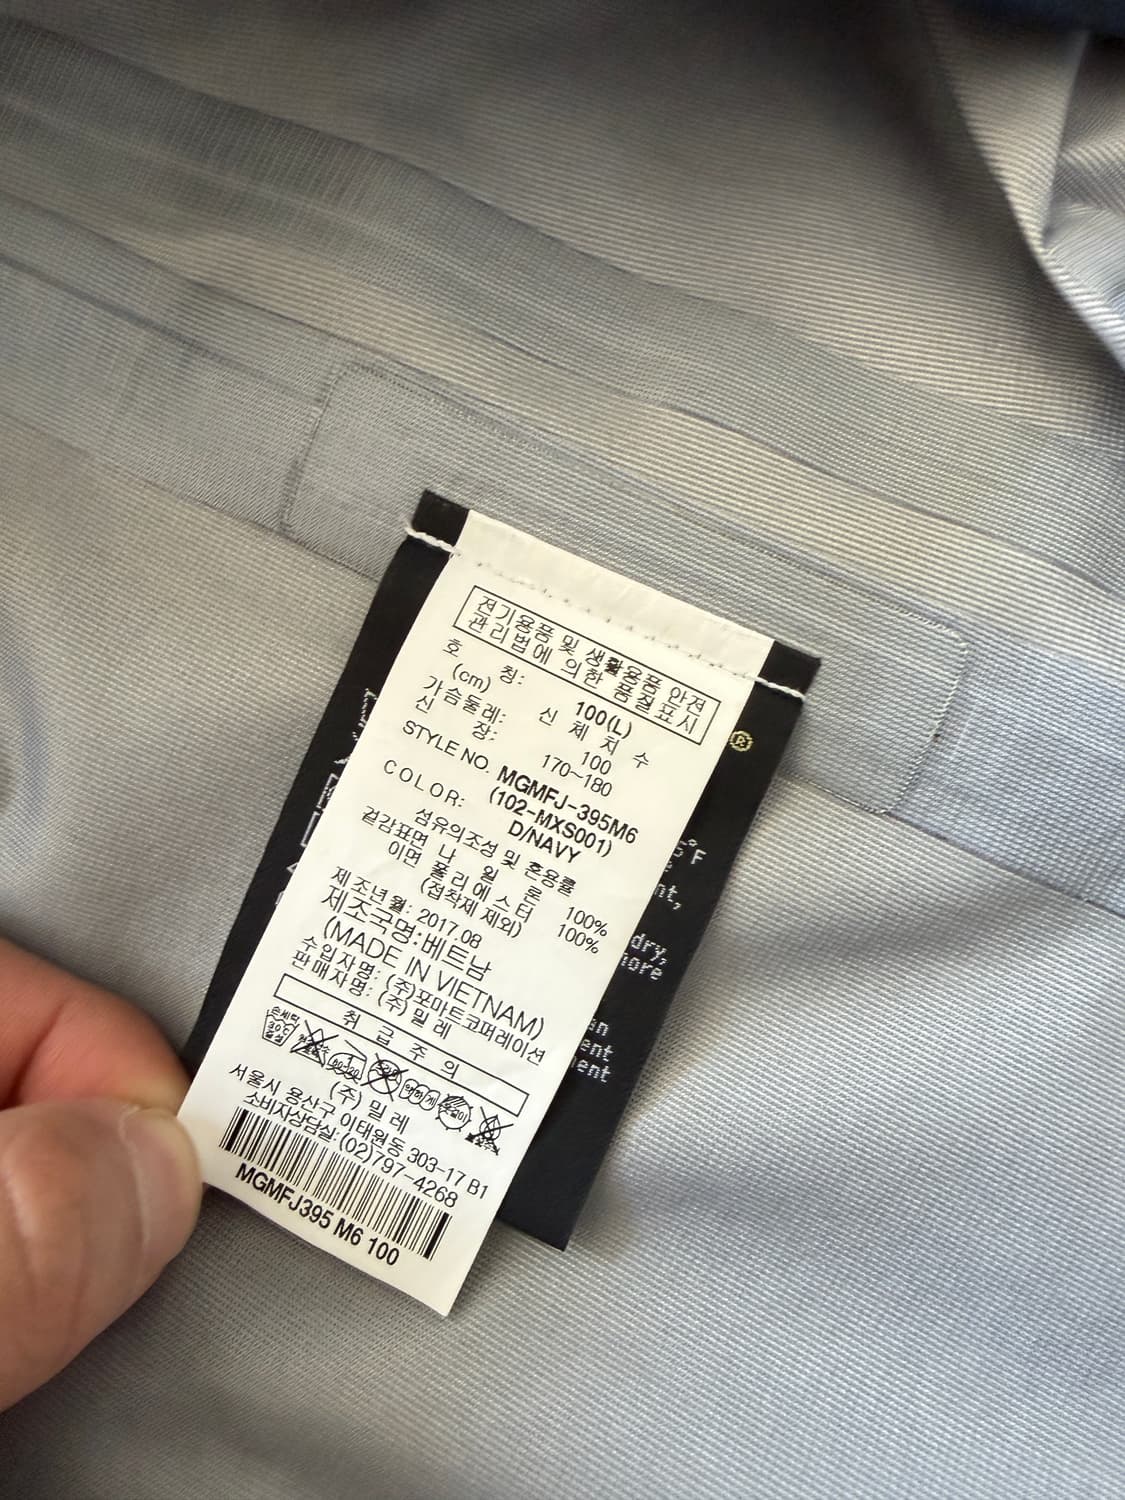 전기용품 및 생활용품 안전
관리법에 의한 품질표시
호 칭: 100(L)
(cm) 신 체 치 수
가슴둘레: 100
신 장: 170~180
STYLE NO. MGMFJ-395M6
(102-MXS001)
COLOR: D/NAVY
섬유의조성 및 혼용률
겉감표면 나 일 론 100%
이면 폴리에스터 100%
(접착제 제외)
제조년월: 2017.08
제조국명:베트남
(MADE IN VIETNAM)
수입자명: (주)포마트코퍼레이션
판매자명: (주)밀레
취 급 주 의
(주) 밀 레
서울시 용산구 이태원동 303-17 B1
소비자상담실:(02)797-4268
MGMFJ395 M6 100
®
°F
nt,
dry,
ore
ent
ent